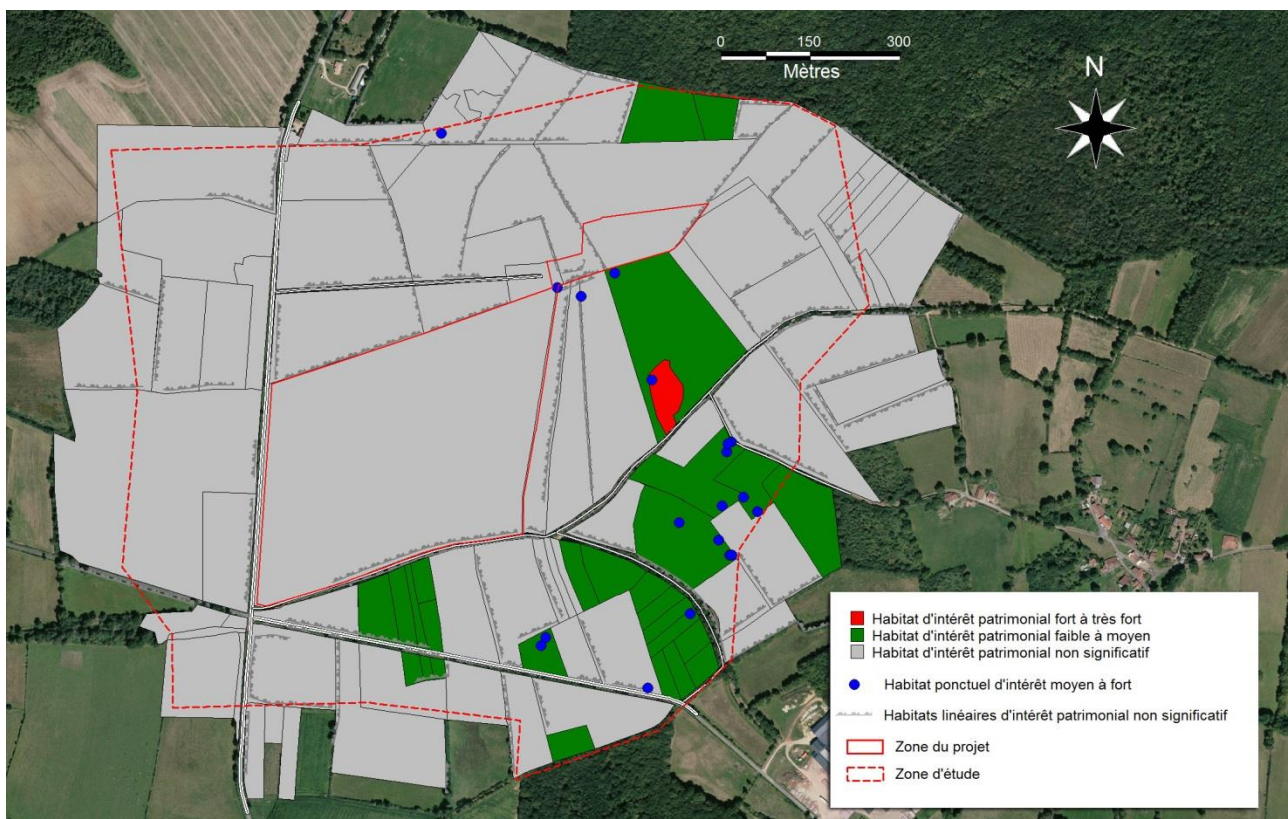 0 150 300
Mètres
N
Habitat d'intérêt patrimonial fort à très fort
Habitat d'intérêt patrimonial faible à moyen
Habitat d'intérêt patrimonial non significatif
Habitat ponctuel d'intérêt moyen à fort
Habitats linéaires d'intérêt patrimonial non significatif
Zone du projet
Zone d'étude